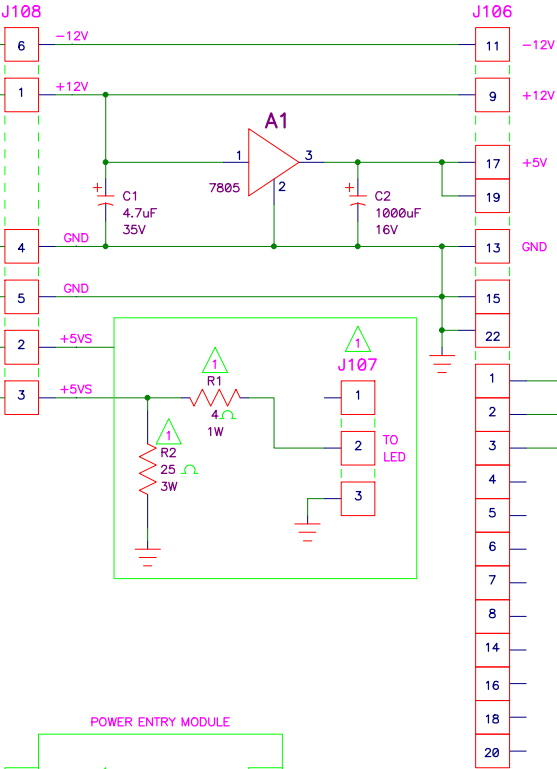 J108
J106
6
-12V
11
-12V
1
+12V
9
+12V
A1
1
3
17
+5V
7805
2
19
+
C1
4.7uF
35V
+
C2
1000uF
16V
4
GND
13
GND
5
GND
15
2
+5VS
22
1
1
J107
3
+5VS
R1
4Ω
1W
1
1
2
1
R2
25 Ω
3W
2
TO
LED
3
3
4
5
6
7
8
14
16
18
20
POWER ENTRY MODULE